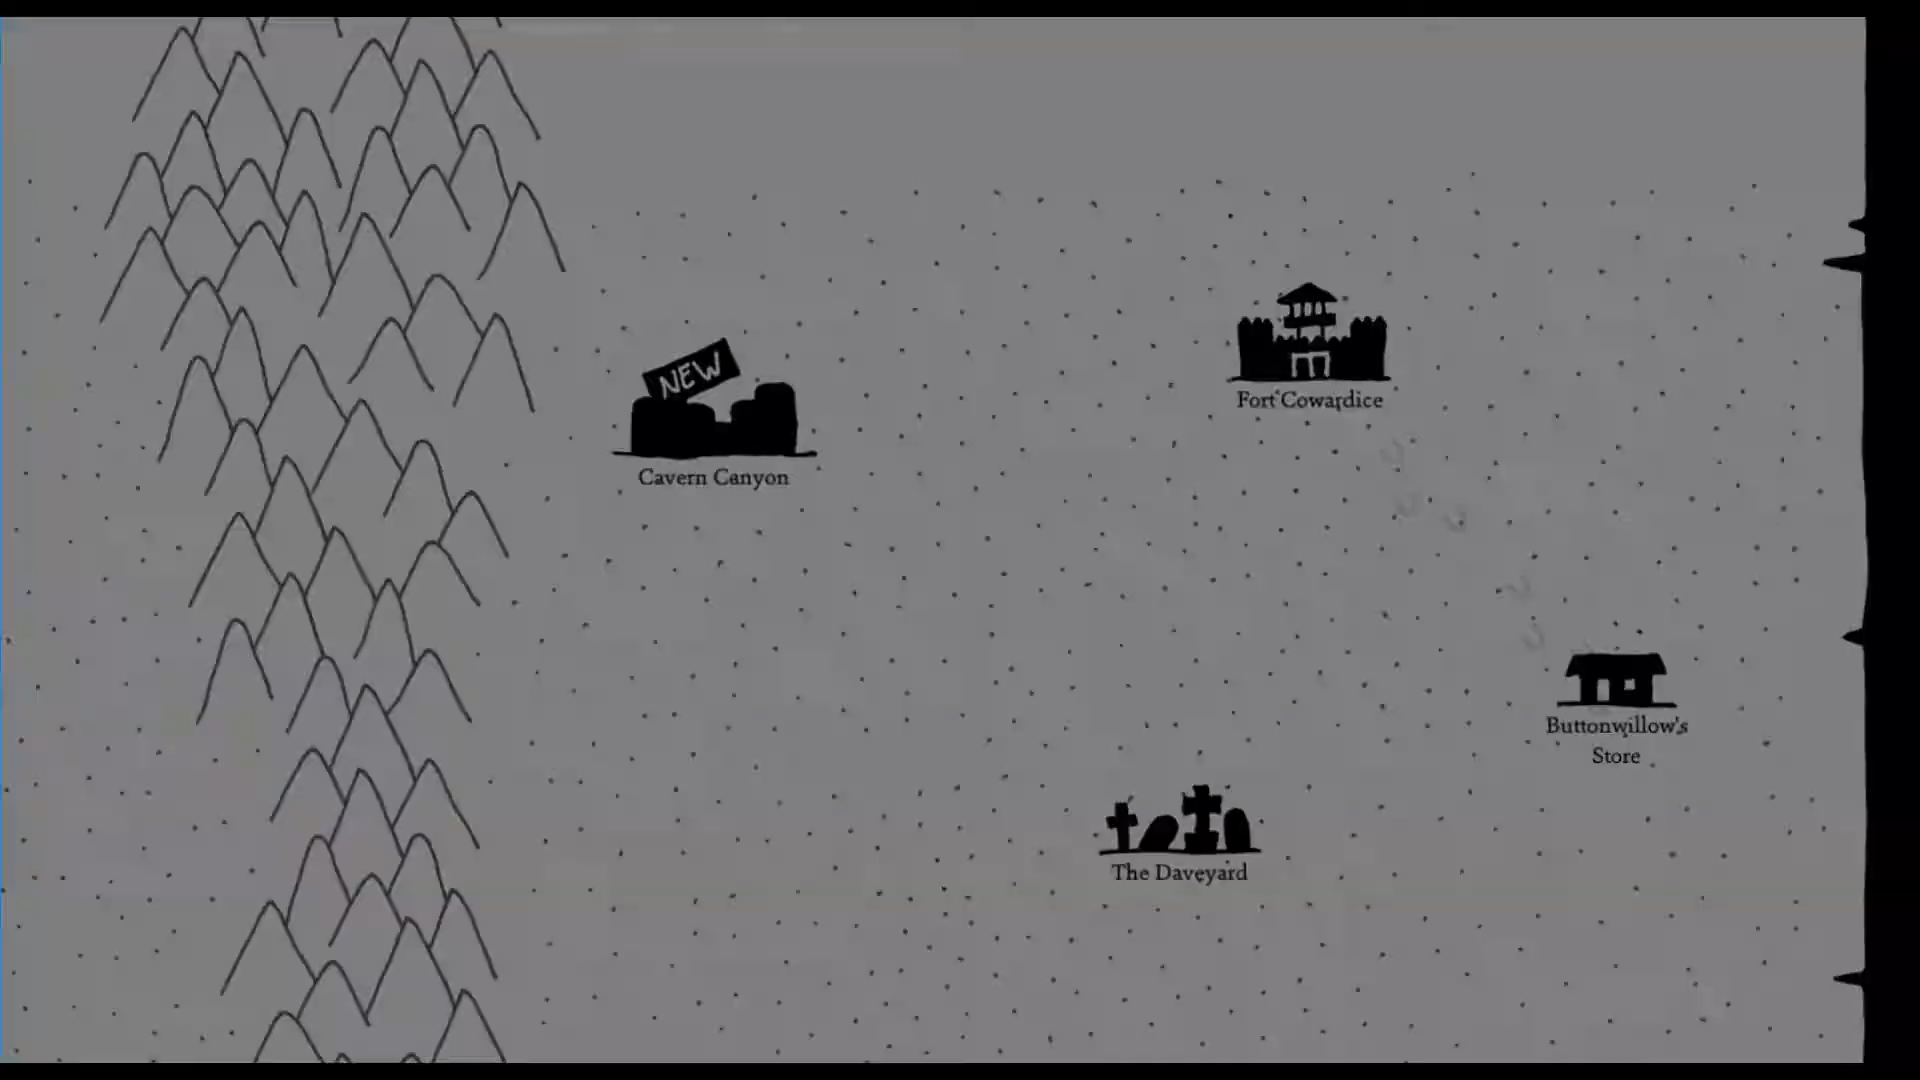 NEW
Cavern Canyon
Fort Cowardice
Buttonwillow's
Store
The Daveyard